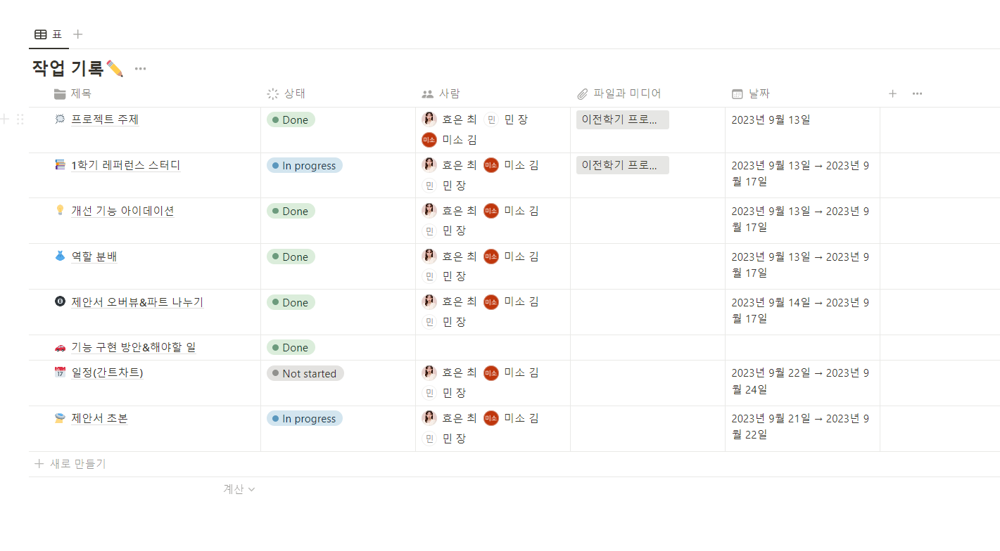 표
작업 기록
제목 상태 사람 파일과 미디어 날짜
프로젝트 주제 Done 효은 최 민 민 장 이전학기 프로... 2023년 9월 13일
미소 미소 김
1학기 레퍼런스 스터디 In progress 효은 최 미소 미소 김 이전학기 프로... 2023년 9월 13일 → 2023년 9
민 민 장 월 17일
개선 기능 아이데이션 Done 효은 최 미소 미소 김 2023년 9월 13일 → 2023년 9
민 민 장 월 17일
역할 분배 Done 효은 최 미소 미소 김 2023년 9월 13일 → 2023년 9
민 민 장 월 17일
제안서 오버뷰&파트 나누기 Done 효은 최 미소 미소 김 2023년 9월 14일 → 2023년 9
민 민 장 월 17일
기능 구현 방안&해야할 일 Done
17 일정(간트차트) Not started 효은 최 미소 미소 김 2023년 9월 22일 → 2023년 9
민 민 장 월 24일
제안서 초본 In progress 효은 최 미소 미소 김 2023년 9월 21일 → 2023년 9
민 민 장 월 22일
새로 만들기
계산